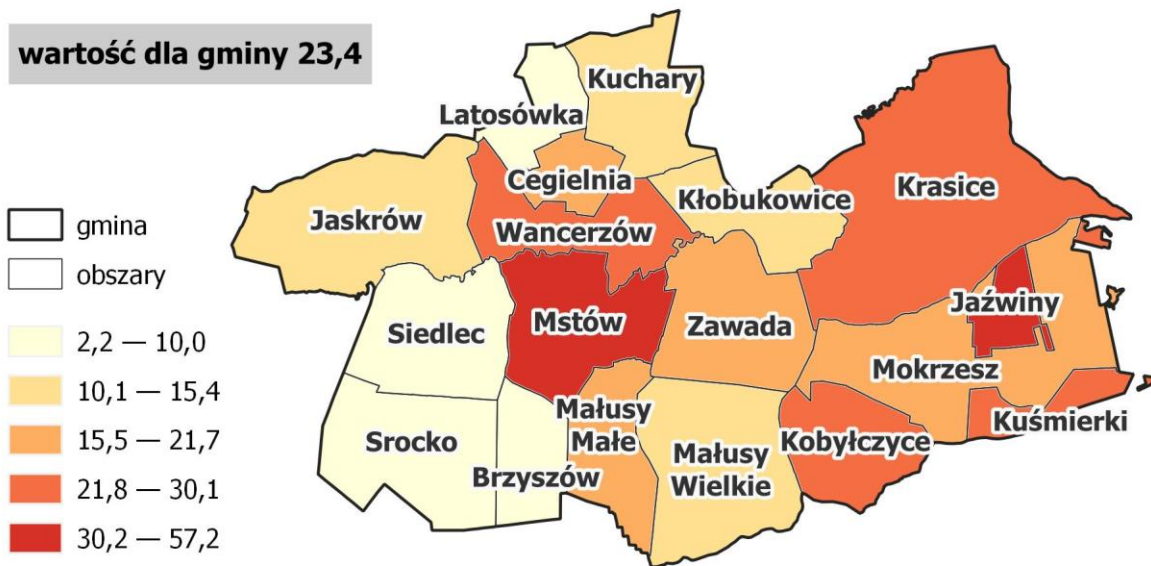 wartość dla gminy 23,4
gmina
obszary
2,2 — 10,0
10,1 — 15,4
15,5 — 21,7
21,8 — 30,1
30,2 — 57,2
Kuchary
Latosówka
Cegielnia
Krasice
Kłobukowice
Jaskrów
Wancerzów
Jaźwiny
Siedlec
Mstów
Zawada
Mokrzesz
Małusy
Małe
Kuśmierki
Srocko
Kobyłczyce
Brzyszów
Małusy
Wielkie